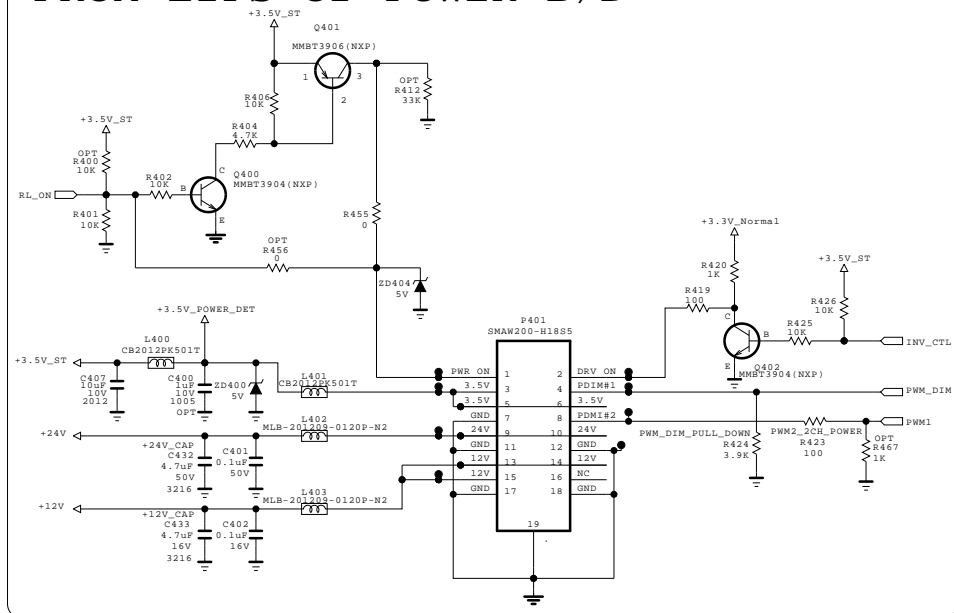 FROM LIPS or POWER B/D
+3.5V_ST
Q401
MMBT3906(NXP)
1
3
2
OPT
R412
33K
R406
10K
R404
4.7K
+3.5V_ST
OPT
R400
10K
R402
10K
C
Q400
MMBT3904(NXP)
B
E
RL_ON
R401
10K
R455
0
OPT
R456
0
ZD404
5V
+3.3V_Normal
R420
1K
+3.5V_ST
R419
100
R426
10K
C
R425
10K
B
E
Q402
MMBT3904(NXP)
INV_CTL
+3.5V_POWER_DET
P401
SMAW200-H18S5
L400
CB2012PK501T
+3.5V_ST
C407
10uF
10V
2012
C400
1uF
10V
1005
OPT
ZD400
5V
L401
CB2012PK501T
PWR ON
1
2
DRV ON
3.5V
3
4
PDIM#1
PWM_DIM
3.5V
5
6
3.5V
GND
7
8
PDMI#2
PWM1
24V
9
10
24V
GND
11
12
GND
12V
13
14
12V
12V
15
16
NC
GND
17
18
GND
19
.
L402
MLB-201209-0120P-N2
+24V
+24V_CAP
C432
4.7uF
50V
3216
C401
0.1uF
50V
L403
MLB-201209-0120P-N2
+12V
+12V_CAP
C433
4.7uF
16V
3216
C402
0.1uF
16V
PWM_DIM_PULL_DOWN
R424
3.9K
PWM2_2CH_POWER
R423
100
OPT
R467
1K